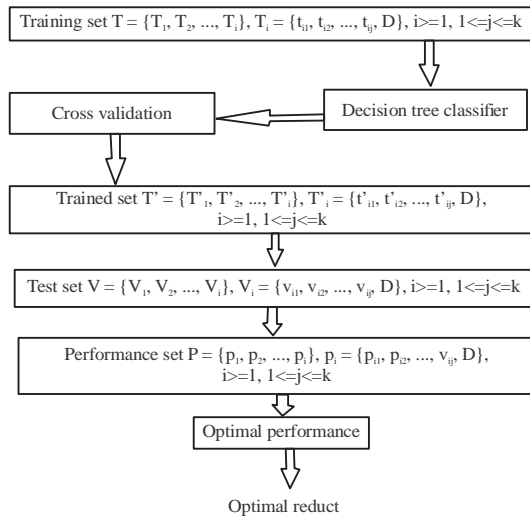 Training set T = {T₁, T₂, ..., Tᵢ}, Tᵢ = {tᵢ₁, tᵢ₂, ..., tᵢⱼ, D}, i>=1, 1<=j<=k
Cross validation
Decision tree classifier
Trained set T’ = {T’₁, T’₂, ..., T’ᵢ}, T’ᵢ = {t’ᵢ₁, t’ᵢ₂, ..., t’ᵢⱼ, D},
i>=1, 1<=j<=k
Test set V = {V₁, V₂, ..., Vᵢ}, Vᵢ = {vᵢ₁, vᵢ₂, ..., vᵢⱼ, D}, i>=1, 1<=j<=k
Performance set P = {p₁, p₂, ..., pᵢ}, pᵢ = {pᵢ₁, pᵢ₂, ..., vᵢⱼ, D},
i>=1, 1<=j<=k
Optimal performance
Optimal reduct